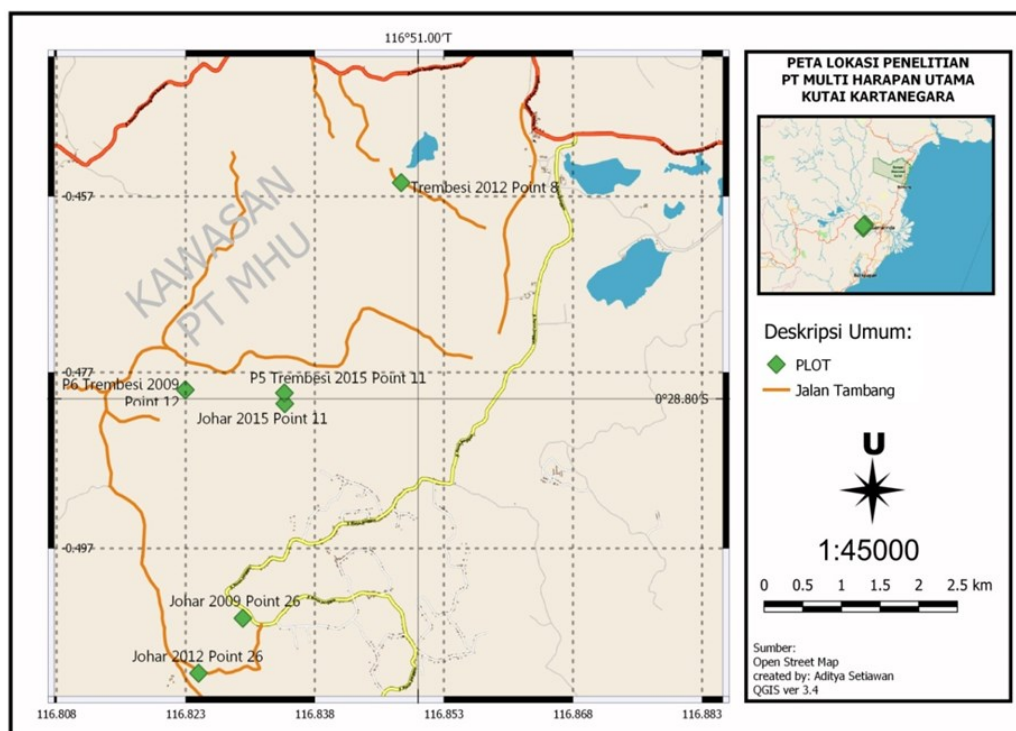 116°51.00'T
0.457
0.477
0.497
0°28.80'S
116.808
116.823
116.838
116.853
116.868
116.883
KAWASAN
PT MHU
Trembesi 2012 Point 8
P6 Trembesi 2009
Point 12
P5 Trembesi 2015 Point 11
Johar 2015 Point 11
Johar 2009 Point 26
Johar 2012 Point 26
PETA LOKASI PENELITIAN
PT MULTI HARAPAN UTAMA
KUTAI KARTANEGARA
Deskripsi Umum:
PLOT
Jalan Tambang
U
1:45000
0 0.5 1 1.5 2 2.5 km
Sumber:
Open Street Map
created by: Aditya Setiawan
QGIS ver 3.4